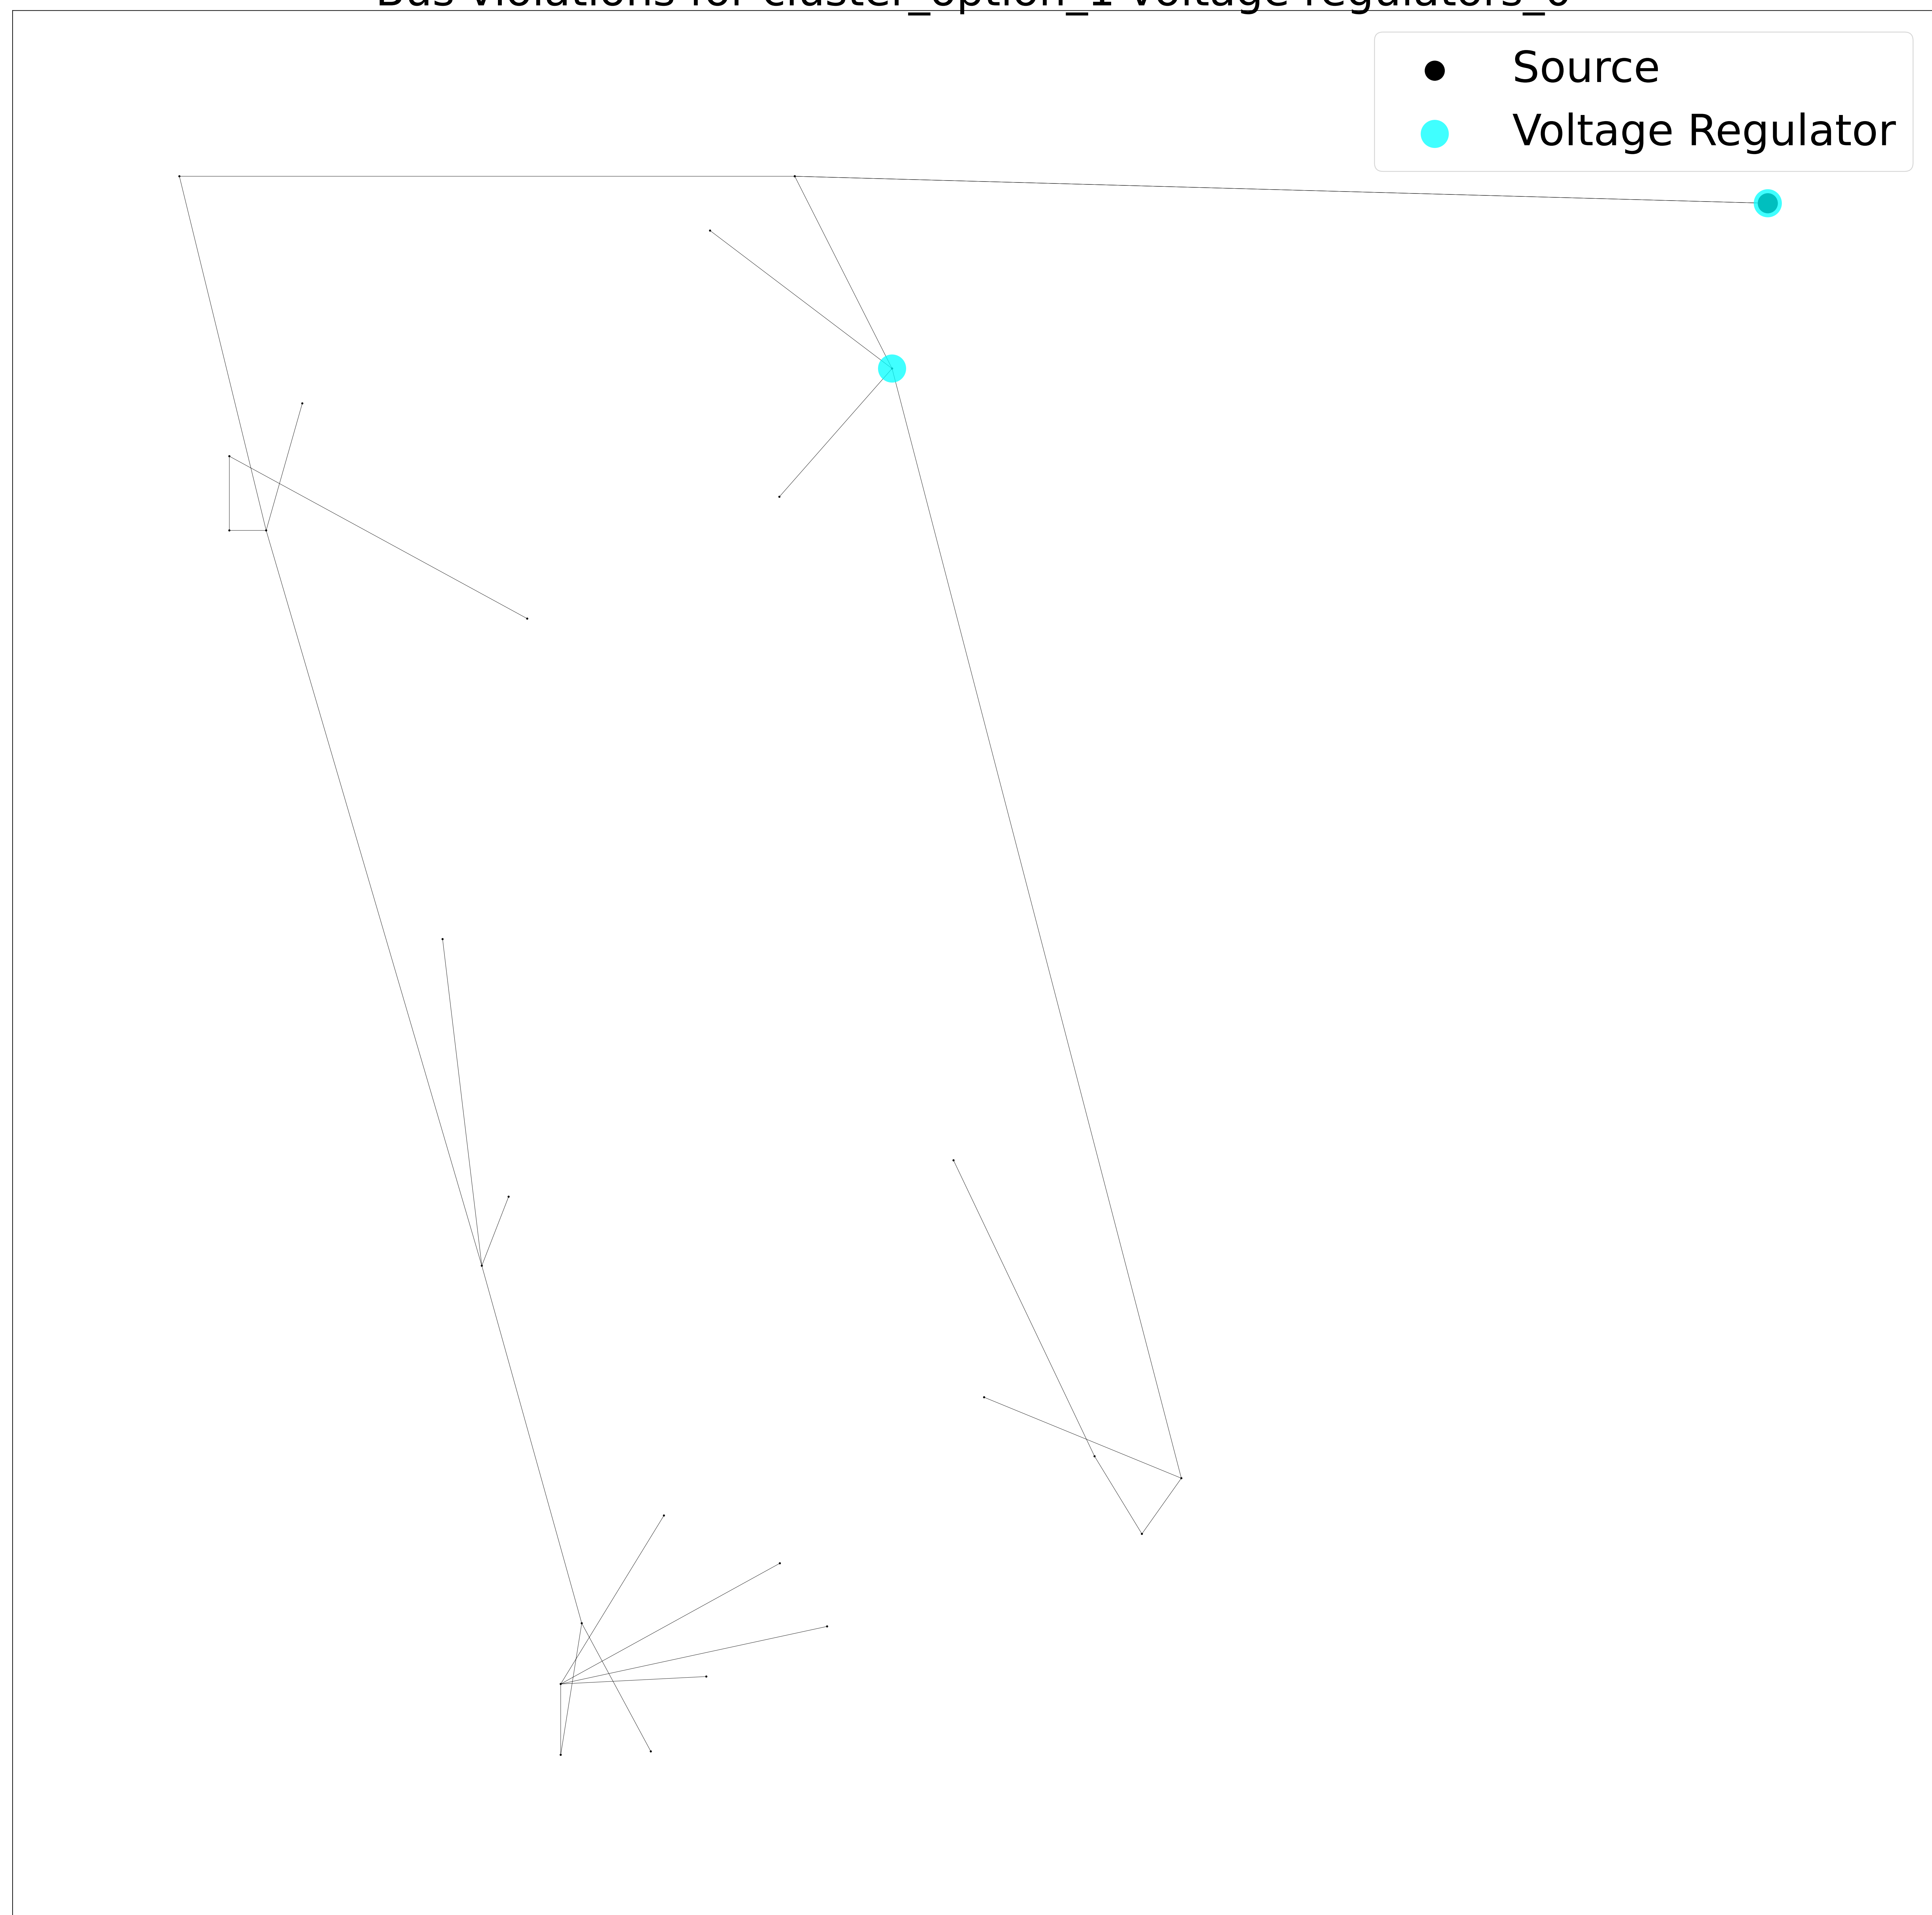 Bus violations for cluster_option_1 voltage regulators_0
Source
Voltage Regulator